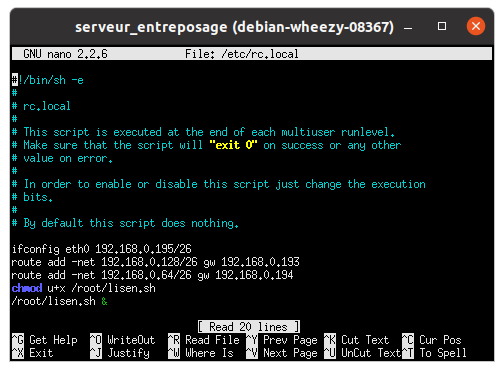 serveur_entreposage (debian-wheezy-08367)
GNU nano 2.2.6 File: /etc/rc.local
#!/bin/sh -e
#
# rc.local
#
# This script is executed at the end of each multiuser runlevel.
# Make sure that the script will "exit 0" on success or any other
# value on error.
#
# In order to enable or disable this script just change the execution
# bits.
#
# By default this script does nothing.
ifconfig eth0 192.168.0.195/26
route add -net 192.168.0.128/26 gw 192.168.0.193
route add -net 192.168.0.64/26 gw 192.168.0.194
chmod u+x /root/lisen.sh
/root/lisen.sh &
[ Read 20 lines ]
^G Get Help ^O WriteOut ^R Read File ^Y Prev Page ^K Cut Text ^C Cur Pos
^X Exit ^J Justify ^W Where Is ^V Next Page ^U UnCut Text^T To Spell